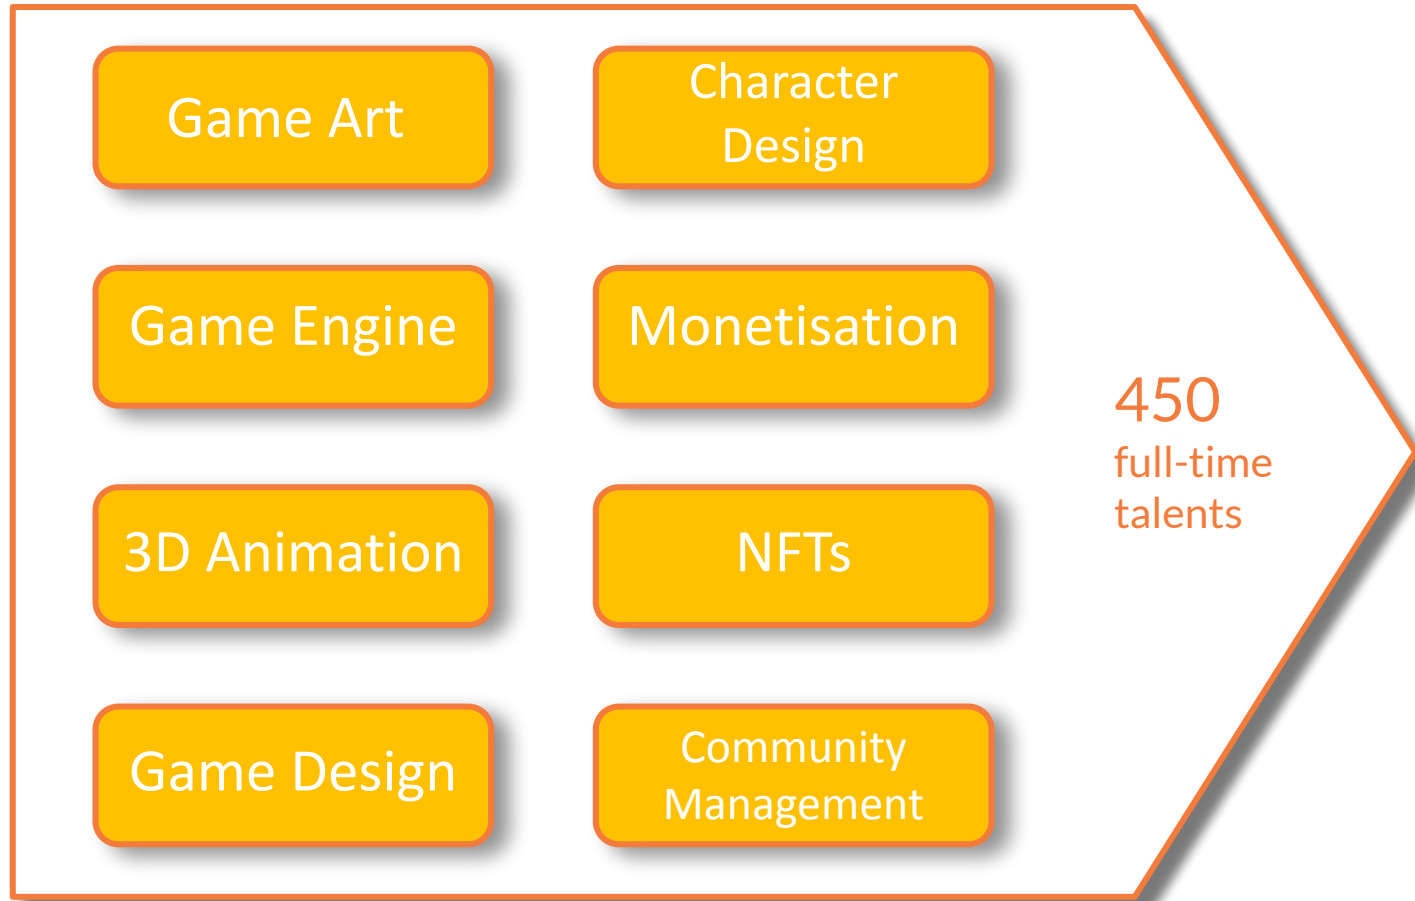 Game Art
Character
Design
Game Engine
Monetisation
3D Animation
NFTs
Game Design
Community
Management
450
full-time
talents